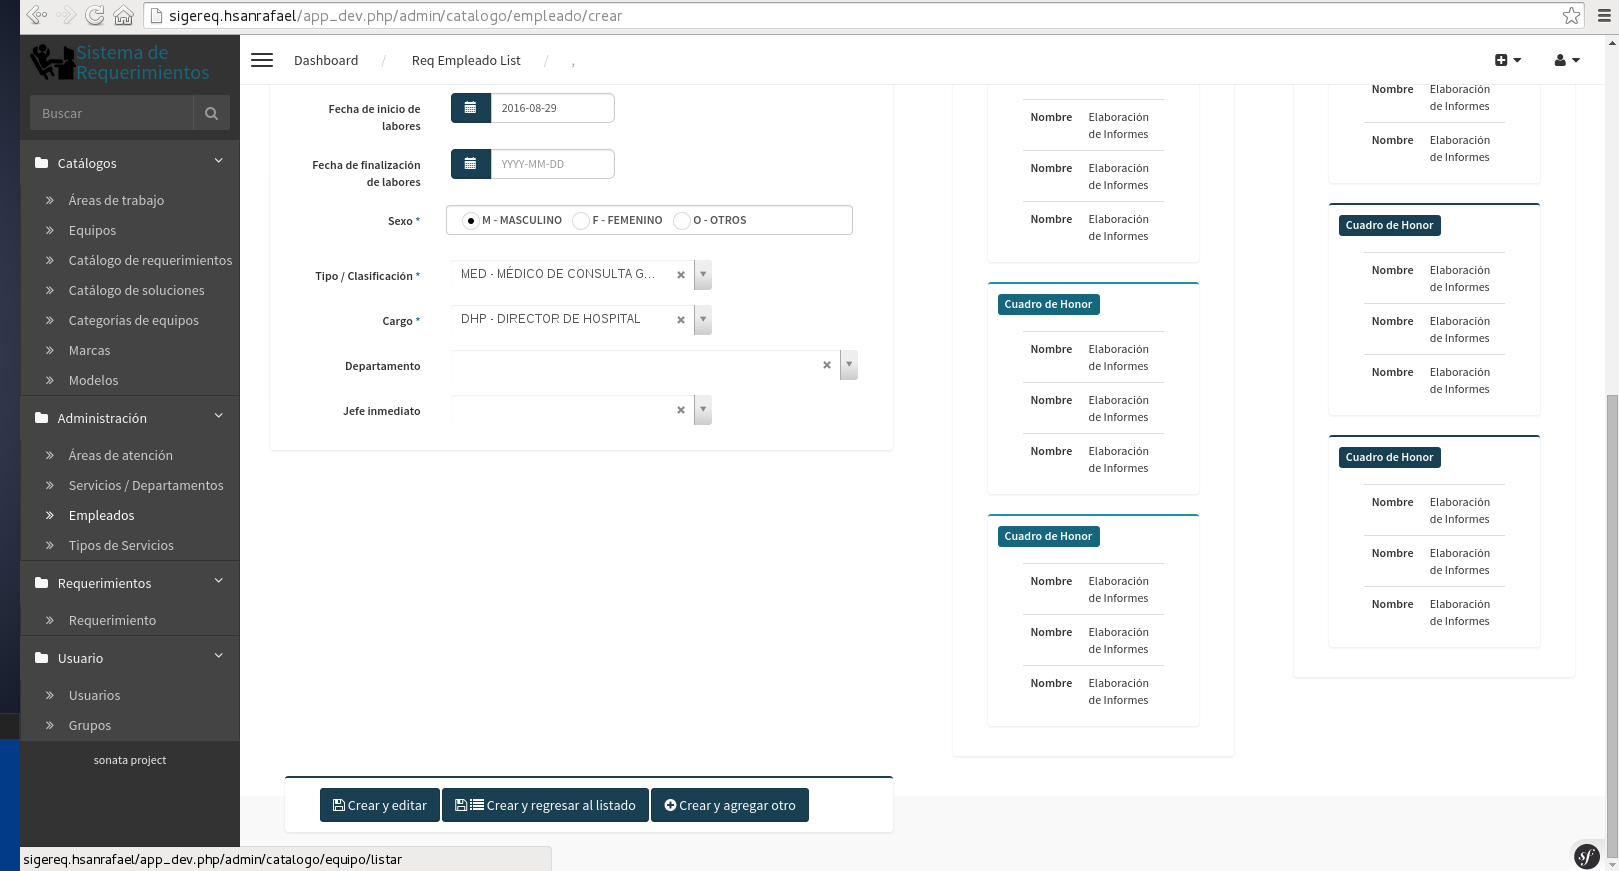 sigereq.hsanrafael/app_dev.php/admin/catalogo/empleado/crear
Sistema de
Requerimientos
Buscar
Catálogos
Áreas de trabajo
Equipos
Catálogo de requerimientos
Catálogo de soluciones
Categorías de equipos
Marcas
Modelos
Administración
Áreas de atención
Servicios / Departamentos
Empleados
Tipos de Servicios
Requerimientos
Requerimiento
Usuario
Usuarios
Grupos
sonata project
Dashboard / Req Empleado List / ,
Fecha de inicio de
labores
2016-08-29
Fecha de finalización
de labores
YYYY-MM-DD
Sexo *
M - MASCULINO F - FEMENINO O - OTROS
Tipo / Clasificación *
MED - MÉDICO DE CONSULTA G...
Cargo *
DHP - DIRECTOR DE HOSPITAL
Departamento
Jefe inmediato
Crear y editar
Crear y regresar al listado
Crear y agregar otro
Nombre Elaboración
de Informes
Nombre Elaboración
de Informes
Nombre Elaboración
de Informes
Cuadro de Honor
Nombre Elaboración
de Informes
Nombre Elaboración
de Informes
Nombre Elaboración
de Informes
Cuadro de Honor
Nombre Elaboración
de Informes
Nombre Elaboración
de Informes
Nombre Elaboración
de Informes
Nombre Elaboración
de Informes
Nombre Elaboración
de Informes
Cuadro de Honor
Nombre Elaboración
de Informes
Nombre Elaboración
de Informes
Nombre Elaboración
de Informes
Cuadro de Honor
Nombre Elaboración
de Informes
Nombre Elaboración
de Informes
Nombre Elaboración
de Informes
sigereq.hsanrafael/app_dev.php/admin/catalogo/equipo/listar
sf